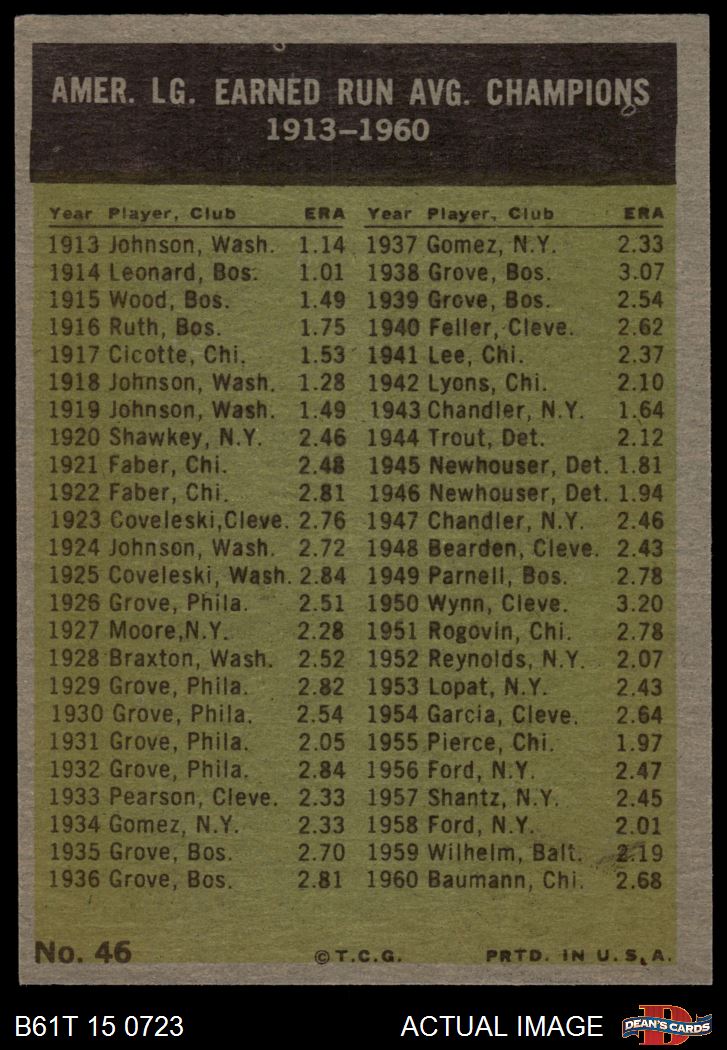 AMER. LG. EARNED RUN AVG. CHAMPIONS
1913-1960
Year Player, Club ERA Year Player, Club ERA
1913 Johnson, Wash. 1.14 1937 Gomez, N.Y. 2.33
1914 Leonard, Bos. 1.01 1938 Grove, Bos. 3.07
1915 Wood, Bos. 1.49 1939 Grove, Bos. 2.54
1916 Ruth, Bos. 1.75 1940 Feller, Cleve. 2.62
1917 Cicotte, Chi. 1.53 1941 Lee, Chi. 2.37
1918 Johnson, Wash. 1.28 1942 Lyons, Chi. 2.10
1919 Johnson, Wash. 1.49 1943 Chandler, N.Y. 1.64
1920 Shawkey, N.Y. 2.46 1944 Trout, Det. 2.12
1921 Faber, Chi. 2.48 1945 Newhouser, Det. 1.81
1922 Faber, Chi. 2.81 1946 Newhouser, Det. 1.94
1923 Coveleski,Cleve. 2.76 1947 Chandler, N.Y. 2.46
1924 Johnson, Wash. 2.72 1948 Bearden, Cleve. 2.43
1925 Coveleski, Wash. 2.84 1949 Parnell, Bos. 2.78
1926 Grove, Phila. 2.51 1950 Wynn, Cleve. 3.20
1927 Moore,N.Y. 2.28 1951 Rogovin, Chi. 2.78
1928 Braxton, Wash. 2.52 1952 Reynolds, N.Y. 2.07
1929 Grove, Phila. 2.82 1953 Lopat, N.Y. 2.43
1930 Grove, Phila. 2.54 1954 Garcia, Cleve. 2.64
1931 Grove, Phila. 2.05 1955 Pierce, Chi. 1.97
1932 Grove, Phila. 2.84 1956 Ford, N.Y. 2.47
1933 Pearson, Cleve. 2.33 1957 Shantz, N.Y. 2.45
1934 Gomez, N.Y. 2.33 1958 Ford, N.Y. 2.01
1935 Grove, Bos. 2.70 1959 Wilhelm, Balt. 2.19
1936 Grove, Bos. 2.81 1960 Baumann, Chi. 2.68
No. 46 ©T.C.G. PRTD. IN U.S.A.
B61T 15 0723 ACTUAL IMAGE DEAN'S CARDS